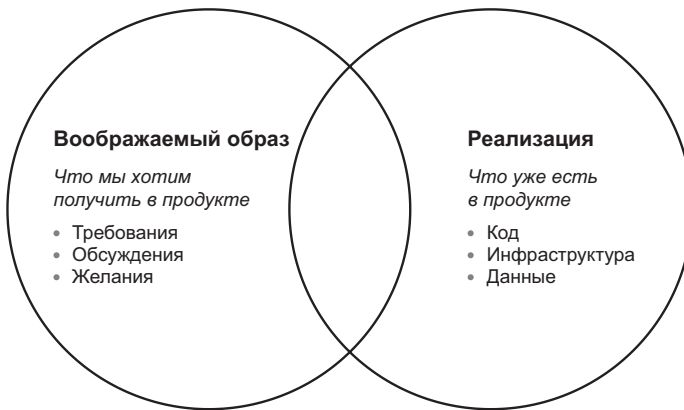 Воображаемый образ
Что мы хотим
получить в продукте
• Требования
• Обсуждения
• Желания
Реализация
Что уже есть
в продукте
• Код
• Инфраструктура
• Данные